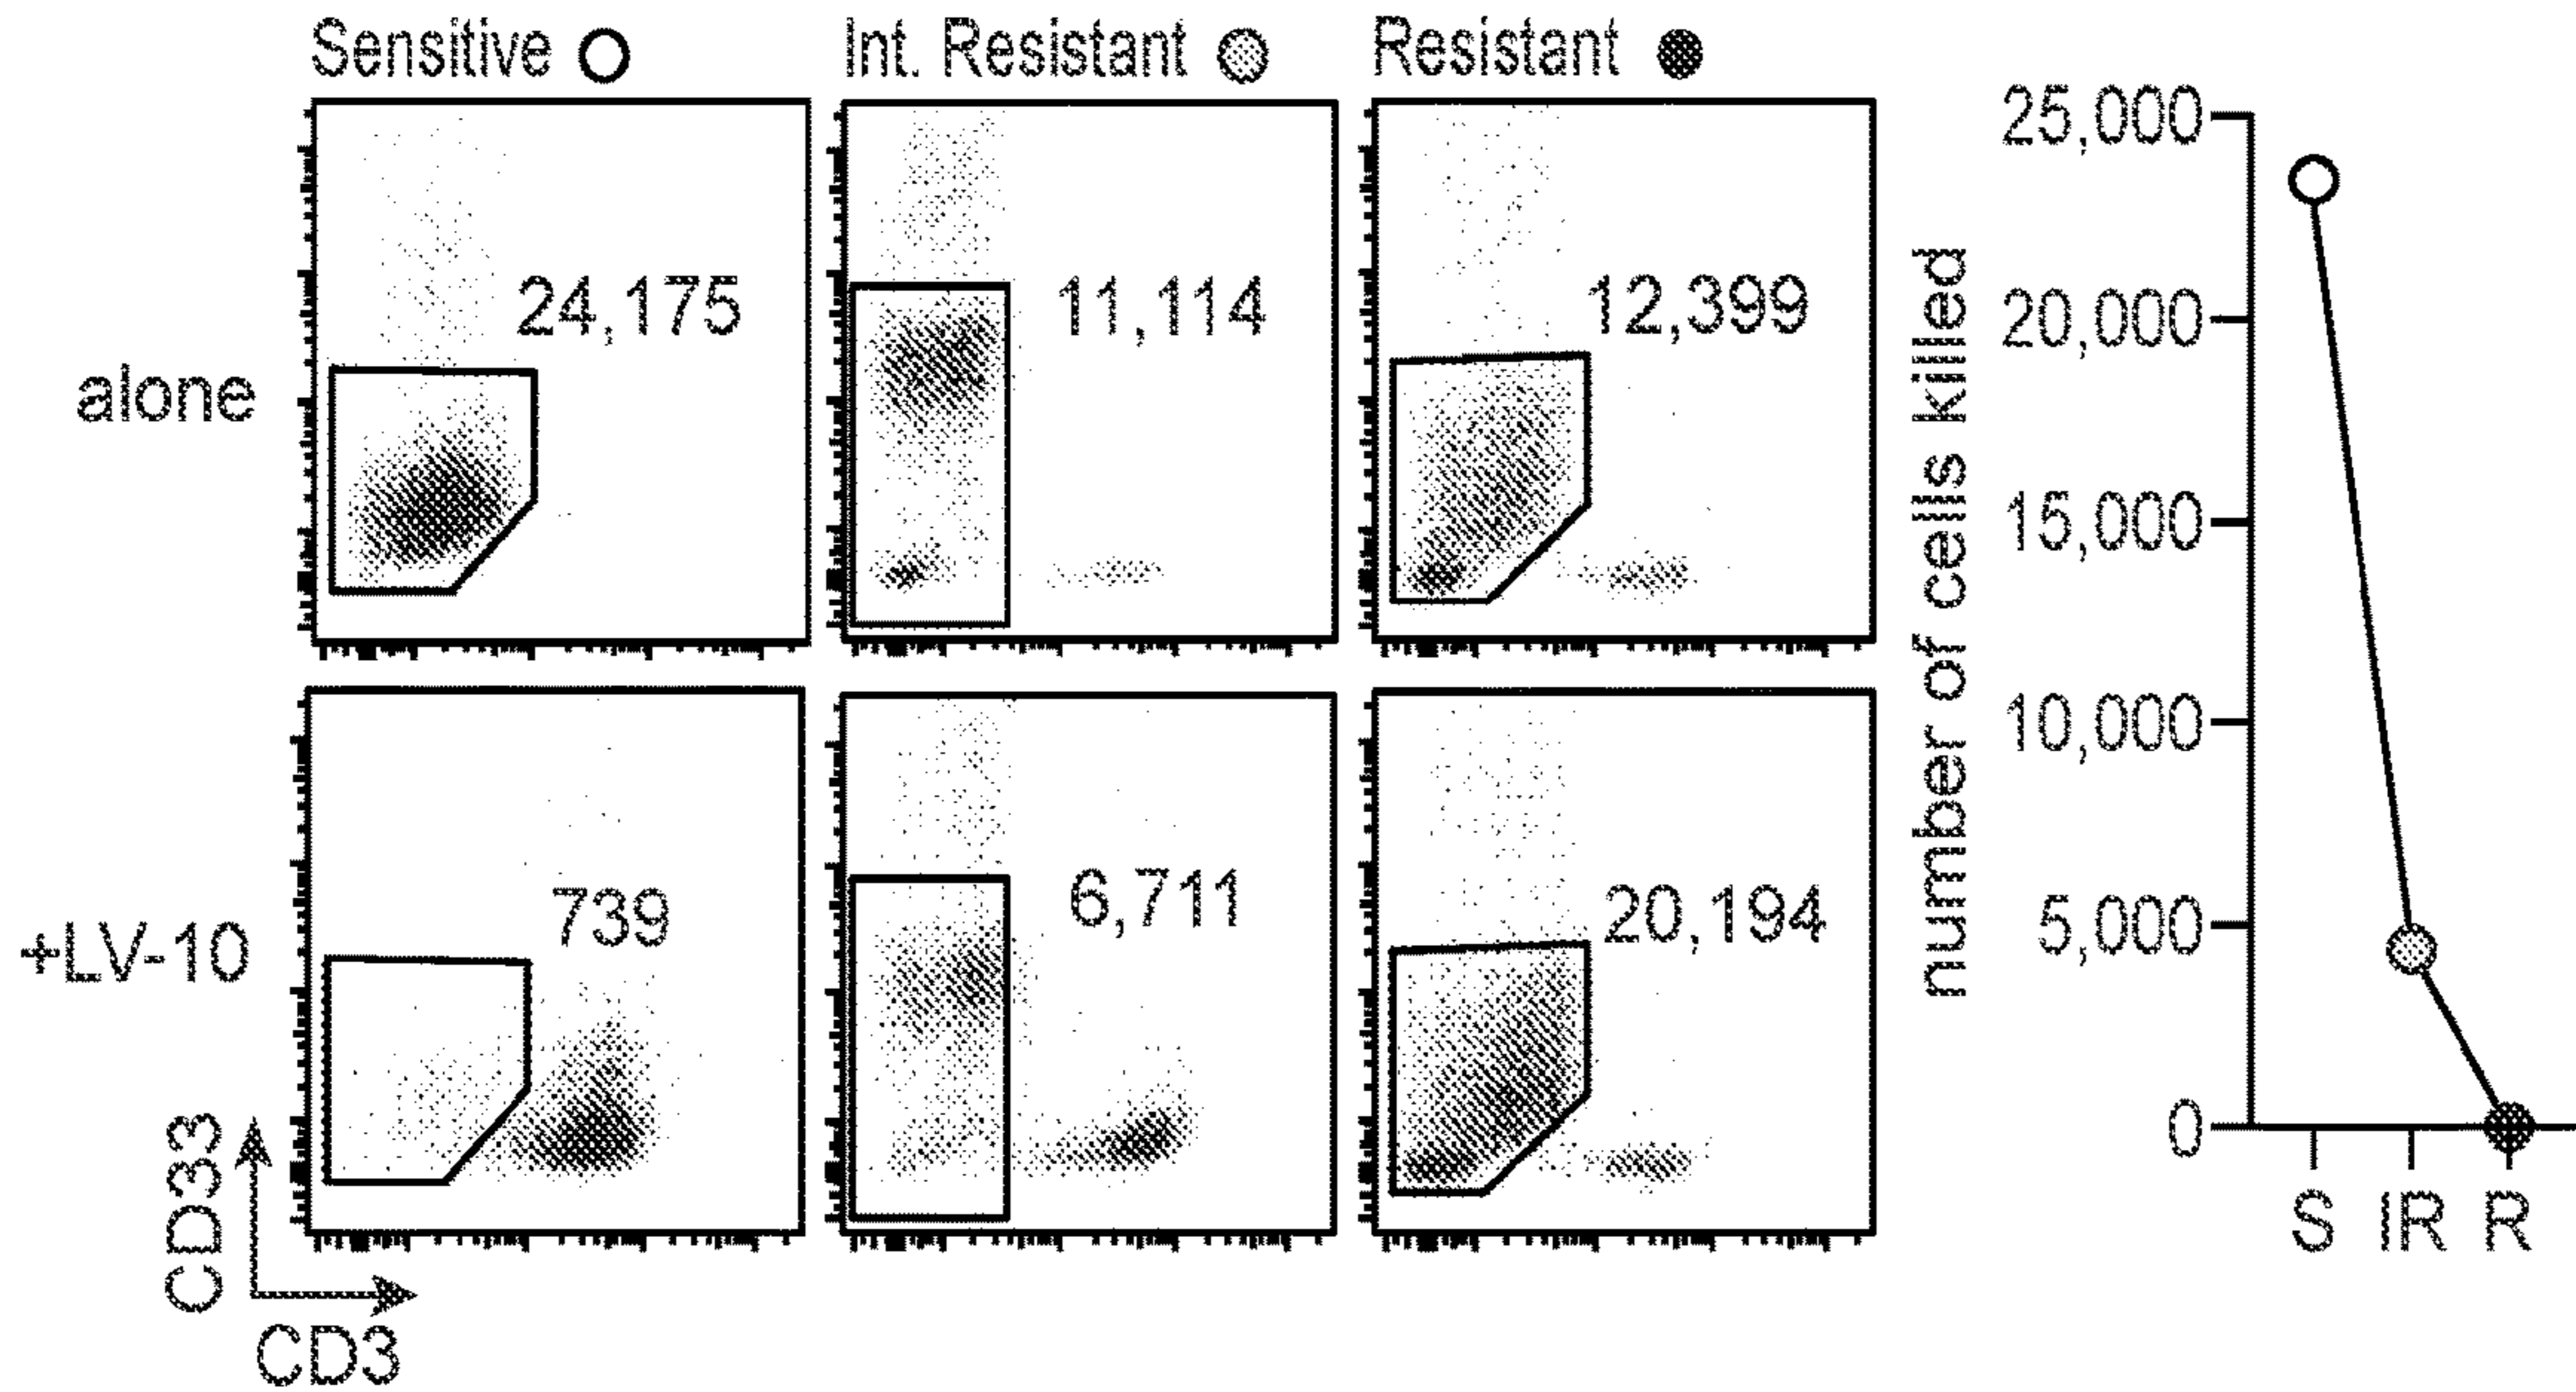 Sensitive
Int. Resistant
Resistant
alone
24,175
11,114
12,399
+LV-10
739
6,711
20,194
CD33
CD3
number of cells killed
25,000
20,000
15,000
10,000
5,000
0
S IR R